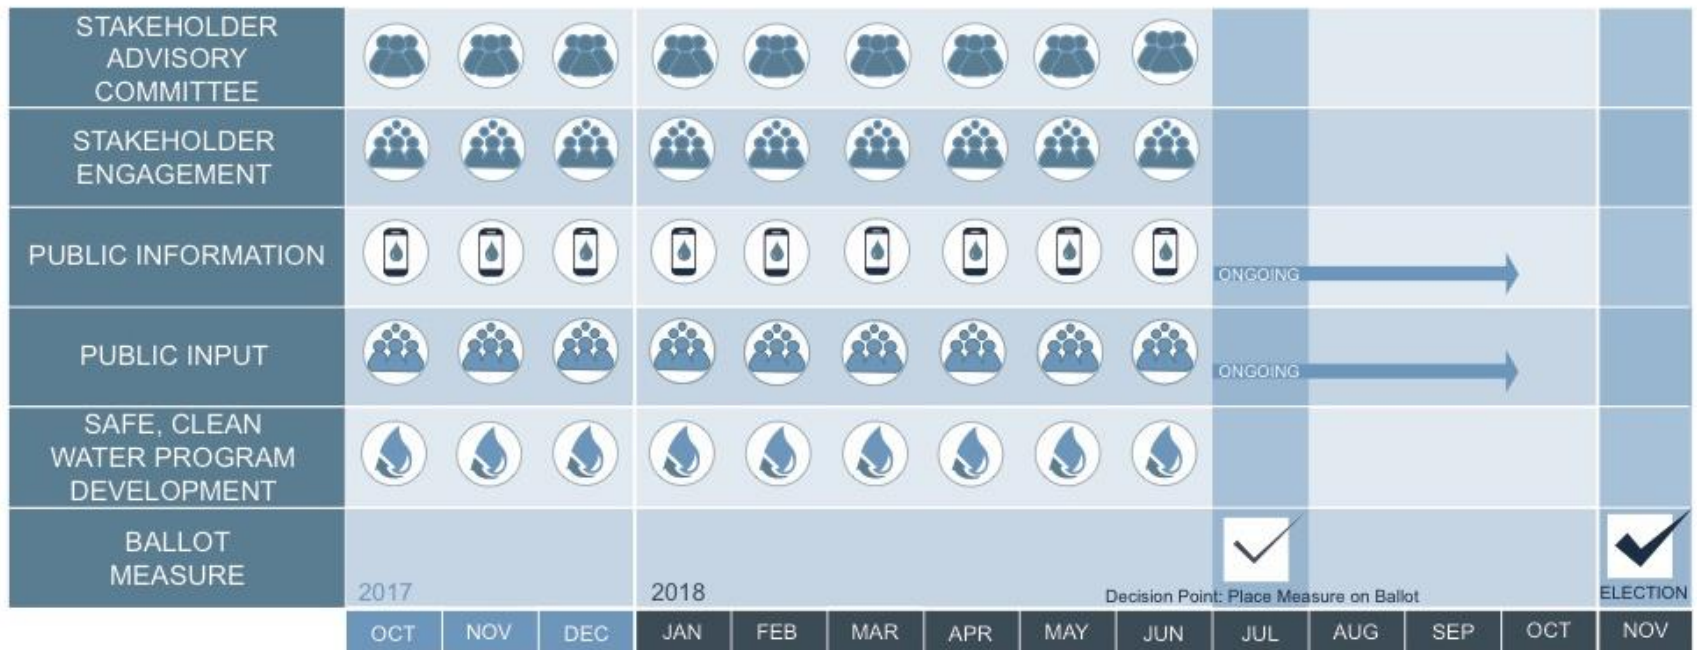 STAKEHOLDER
ADVISORY
COMMITTEE
STAKEHOLDER
ENGAGEMENT
PUBLIC INFORMATION
ONGOING
PUBLIC INPUT
ONGOING
SAFE, CLEAN
WATER PROGRAM
DEVELOPMENT
BALLOT
MEASURE
2017
2018
Decision Point: Place Measure on Ballot
ELECTION
OCT NOV DEC JAN FEB MAR APR MAY JUN JUL AUG SEP OCT NOV